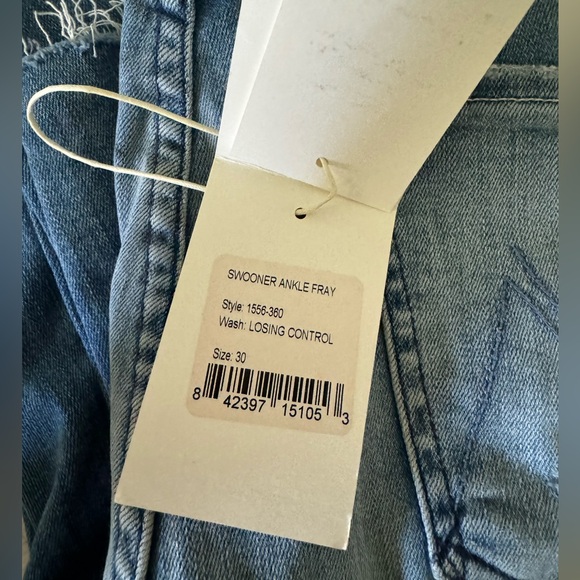 SWOONER ANKLE FRAY
Style: 1556-360
Wash: LOSING CONTROL
Size: 30
8 42397 15105 3